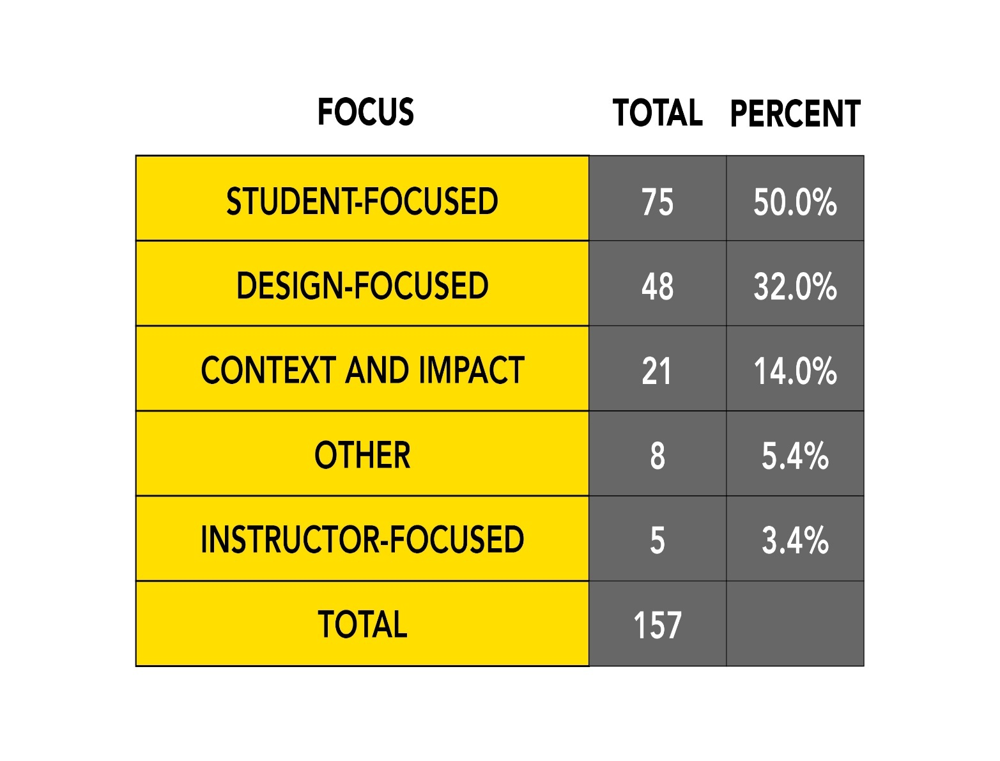 FOCUS TOTAL PERCENT
STUDENT-FOCUSED 75 50.0%
DESIGN-FOCUSED 48 32.0%
CONTEXT AND IMPACT 21 14.0%
OTHER 8 5.4%
INSTRUCTOR-FOCUSED 5 3.4%
TOTAL 157